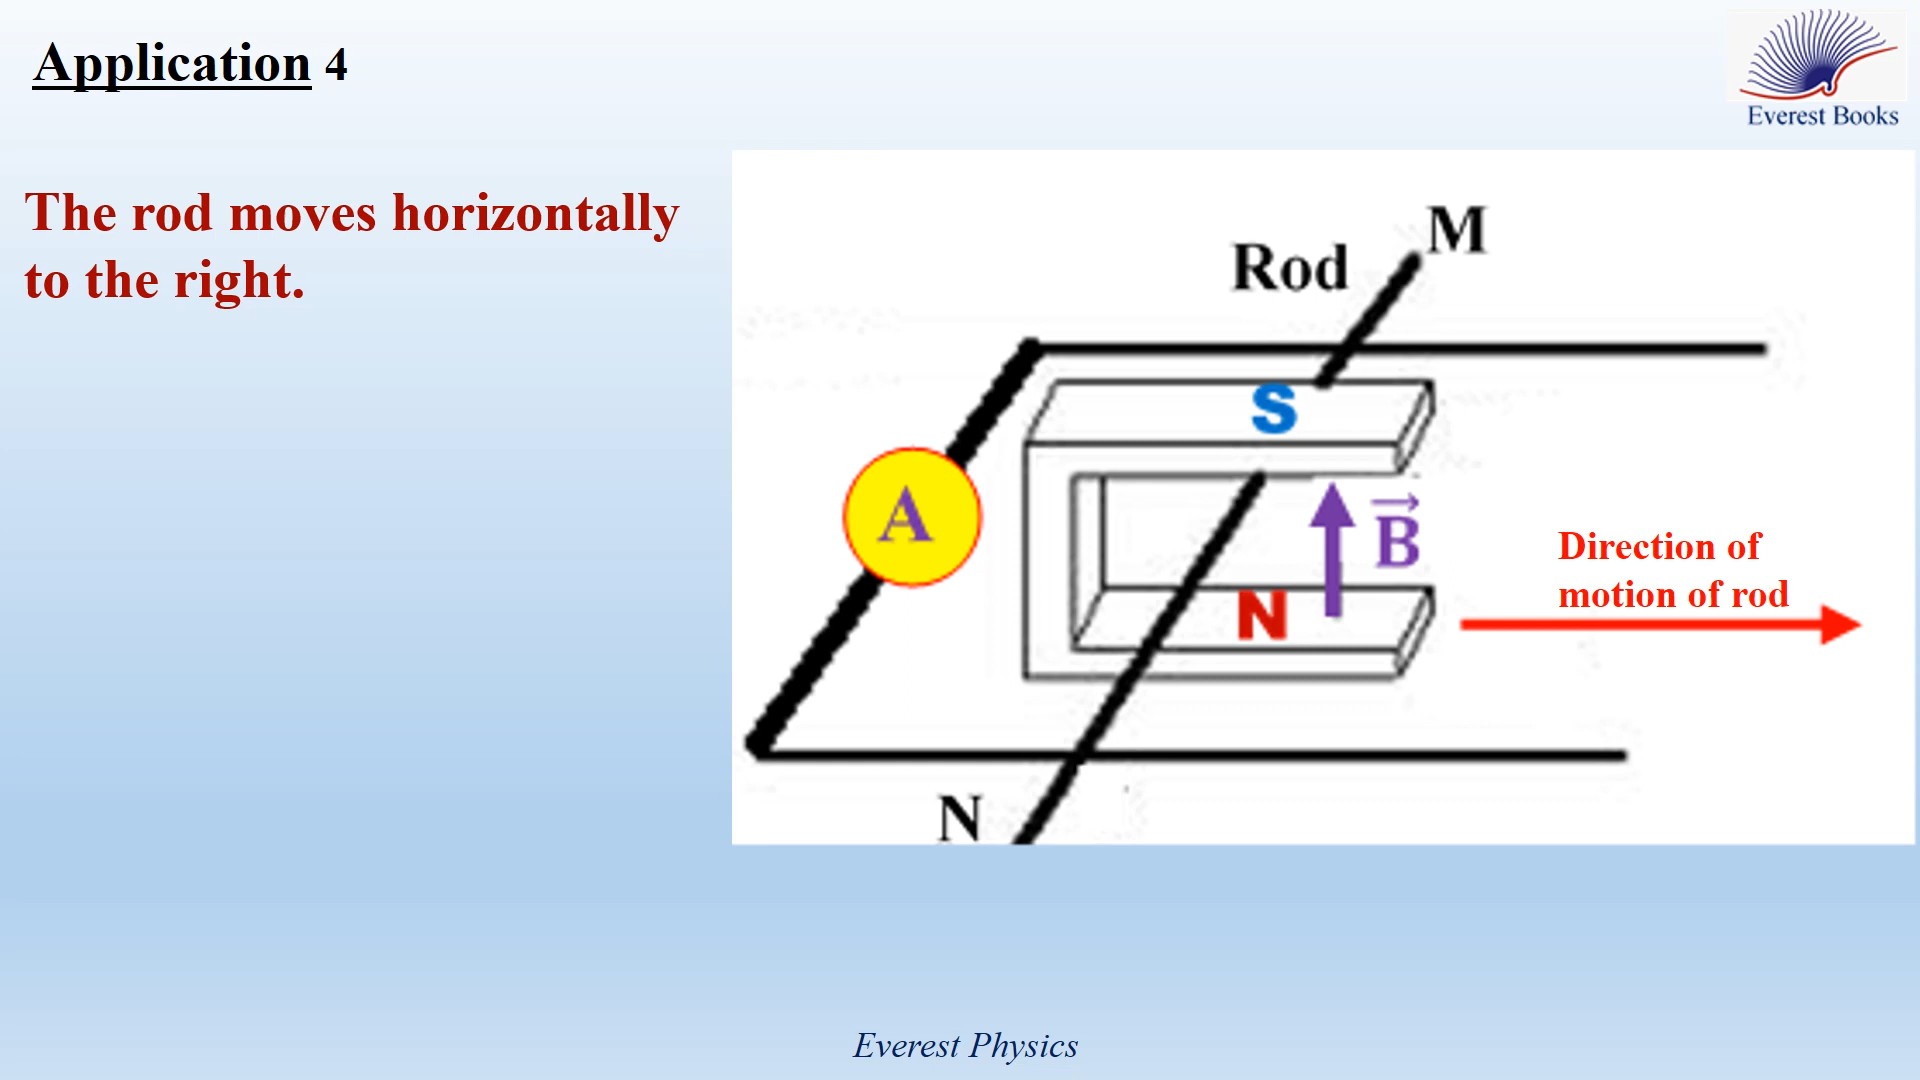 Application 4
Everest Books
The rod moves horizontally
to the right.
M
Rod
S
A
B
N
Direction of
motion of rod
N
Everest Physics